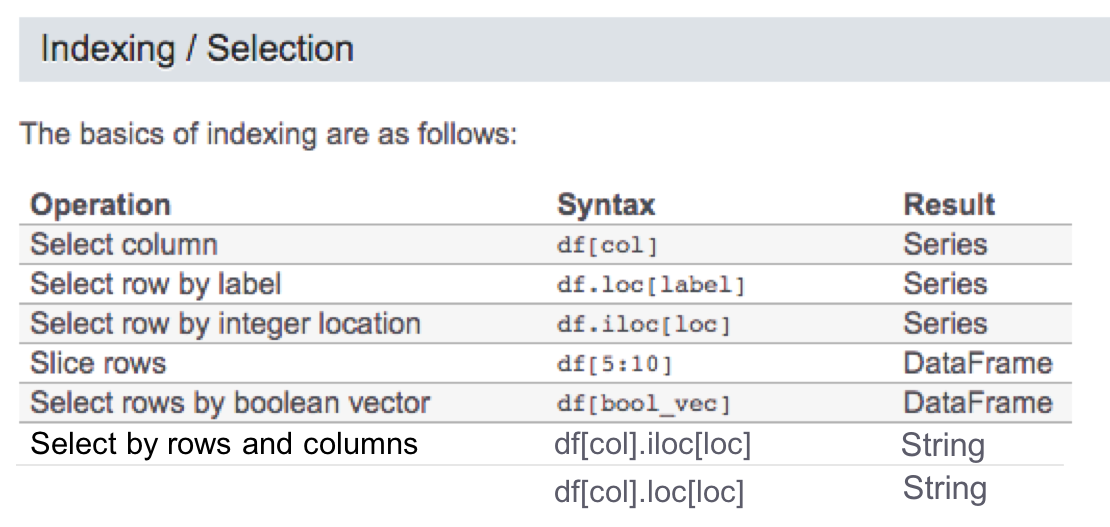 Indexing / Selection
The basics of indexing are as follows:
Operation Syntax Result
Select column df[col] Series
Select row by label df.loc[label] Series
Select row by integer location df.iloc[loc] Series
Slice rows df[5:10] DataFrame
Select rows by boolean vector df[bool_vec] DataFrame
Select by rows and columns df[col].iloc[loc] String
df[col].loc[loc] String